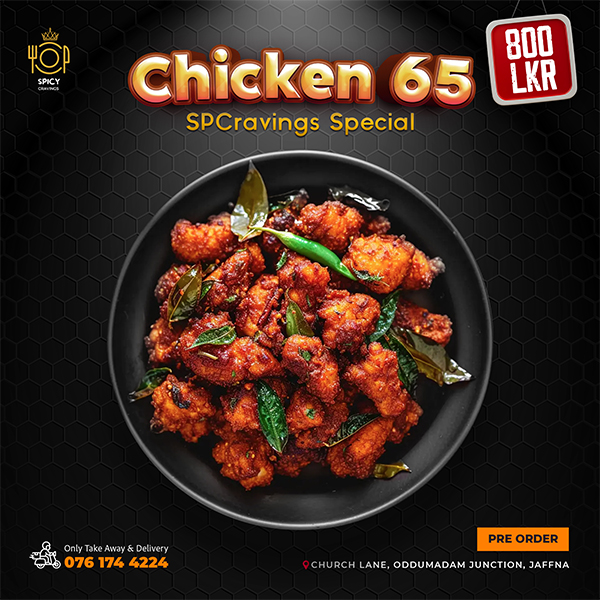 SPICY
CRAVINGS
Chicken 65
SPCravings Special
800
LKR
Only Take Away & Delivery
076 174 4224
PRE ORDER
CHURCH LANE, ODDUMADAM JUNCTION, JAFFNA